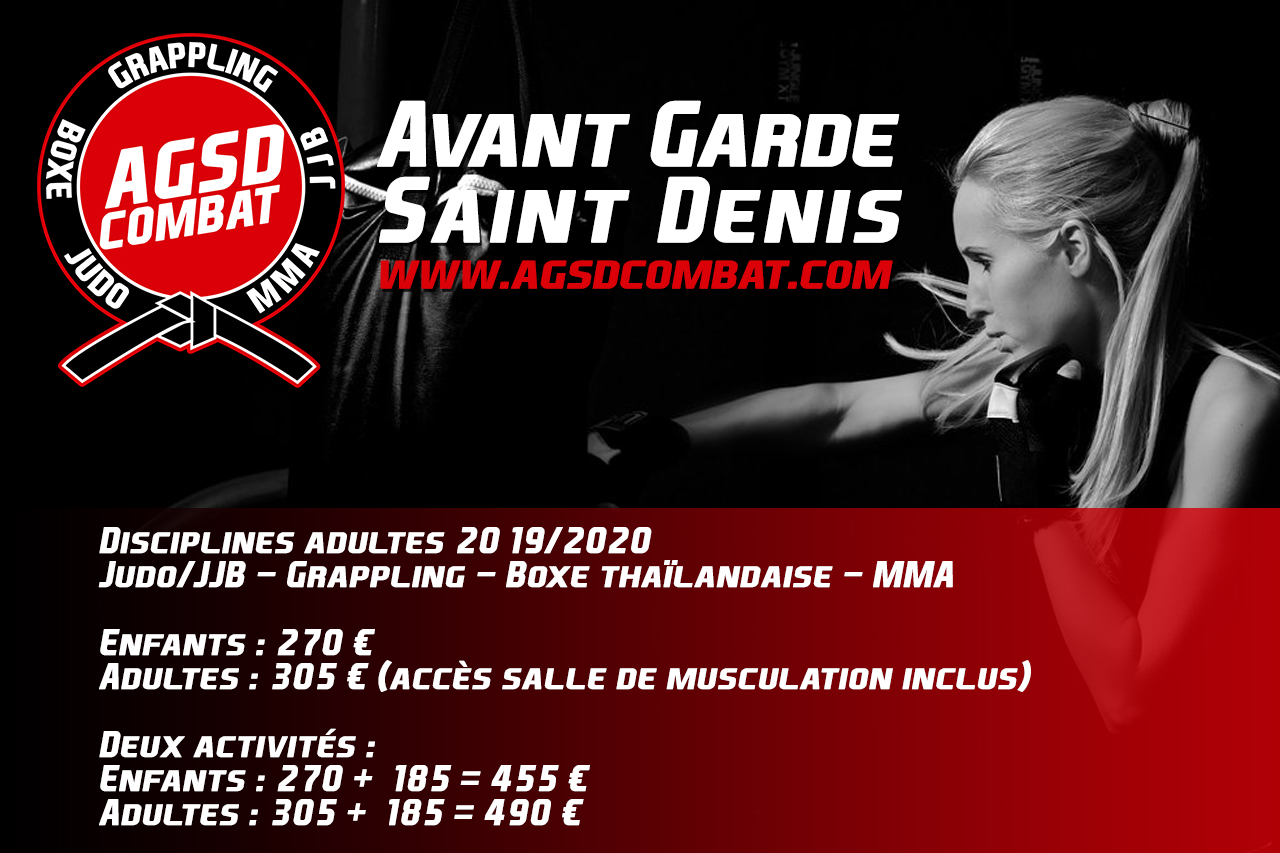 GRAPPLING
BOXE
JJB
AGSD
COMBAT
JUDO
MMA
AVANT GARDE
SAINT DENIS
WWW.AGSDCOMBAT.COM
DISCIPLINES ADULTES 20 19/2020
JUDO/JJB – GRAPPLING – BOXE THAÏLANDAISE – MMA
ENFANTS : 270 €
ADULTES : 305 € (ACCÈS SALLE DE MUSCULATION INCLUS)
DEUX ACTIVITÉS :
ENFANTS : 270 + 185 = 455 €
ADULTES : 305 + 185 = 490 €